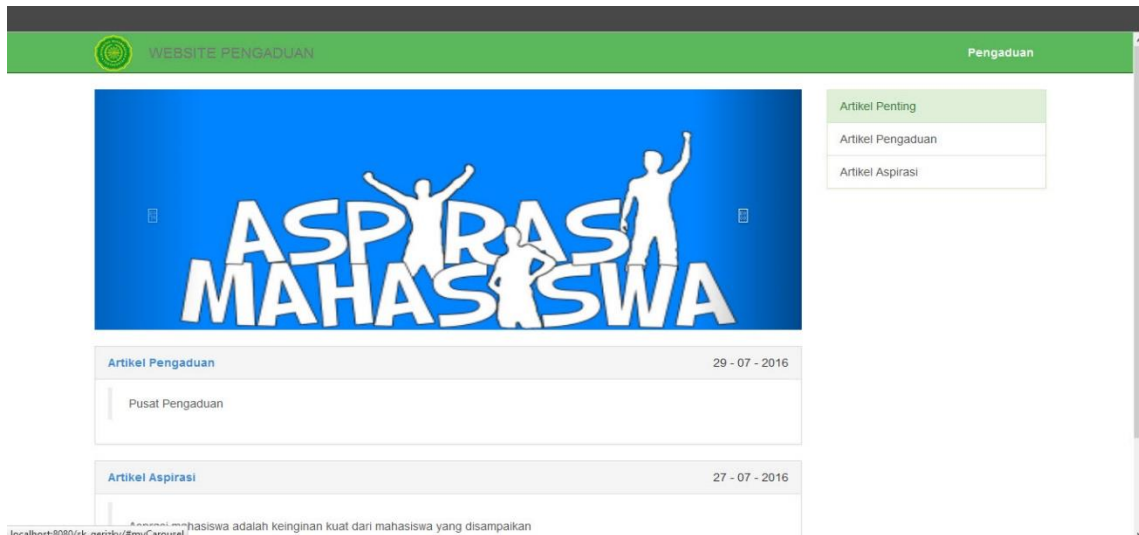 WEBSITE PENGADUAN
Pengaduan
ASPIRASI
MAHASISWA
Artikel Penting
Artikel Pengaduan
Artikel Aspirasi
Artikel Pengaduan
29 - 07 - 2016
Pusat Pengaduan
Artikel Aspirasi
27 - 07 - 2016
mahasiswa adalah keinginan kuat dari mahasiswa yang disampaikan